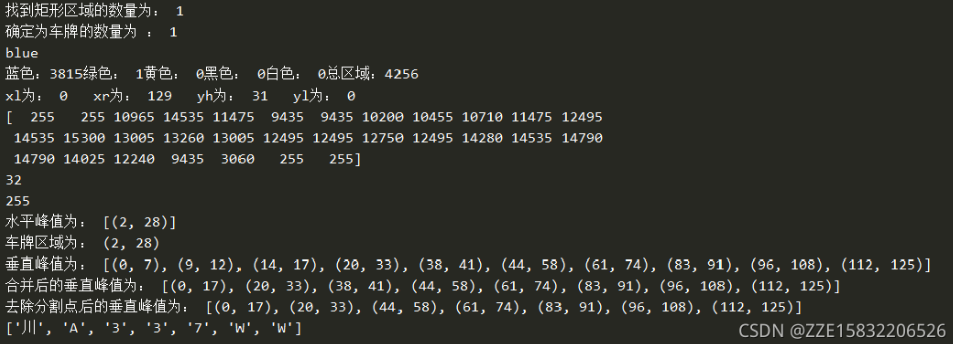 找到矩形区域的数量为： 1
确定为车牌的数量为 ： 1
blue
蓝色：3815绿色： 1黄色： 0黑色： 0白色： 0总区域：4256
xl为： 0   xr为： 129   yh为： 31   yl为： 0
[  255   255 10965 14535 11475  9435  9435 10200 10455 10710 11475 12495
 14535 15300 13005 13260 13005 12495 12495 12750 12495 14280 14535 14790
 14790 14025 12240  9435  3060   255   255]
32
255
水平峰值为： [(2, 28)]
车牌区域为： (2, 28)
垂直峰值为： [(0, 7), (9, 12), (14, 17), (20, 33), (38, 41), (44, 58), (61, 74), (83, 91), (96, 108), (112, 125)]
合并后的垂直峰值为： [(0, 17), (20, 33), (38, 41), (44, 58), (61, 74), (83, 91), (96, 108), (112, 125)]
去除分割点后的垂直峰值为： [(0, 17), (20, 33), (44, 58), (61, 74), (83, 91), (96, 108), (112, 125)]
['川', 'A', '3', '3', '7', 'W', 'W']
CSDN @ZZE15832206526